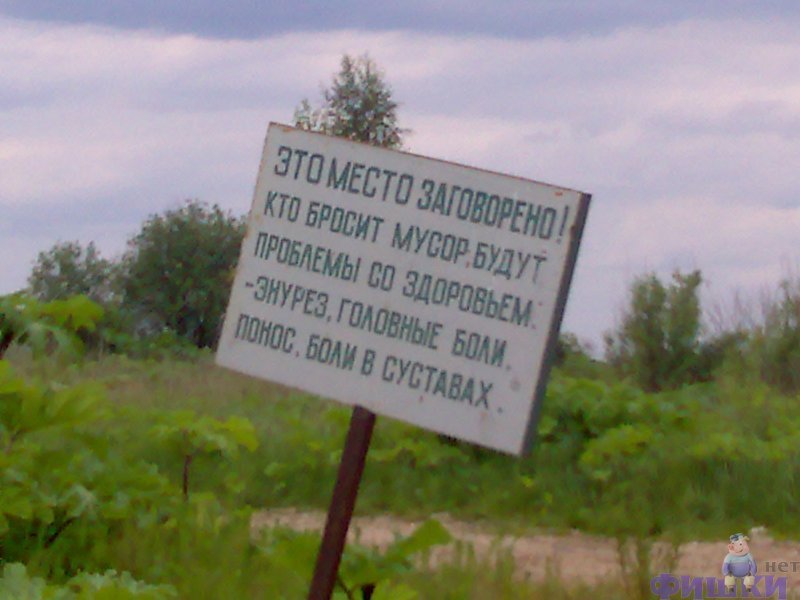 ЭТО МЕСТО ЗАГОВОРЕНО!
КТО БРОСИТ МУСОР, БУДУТ
ПРОБЛЕМЫ СО ЗДОРОВЬЕМ:
-ЭНУРЕЗ, ГОЛОВНЫЕ БОЛИ,
ПОНОС, БОЛИ В СУСТАВАХ.
ФИШКИ нет